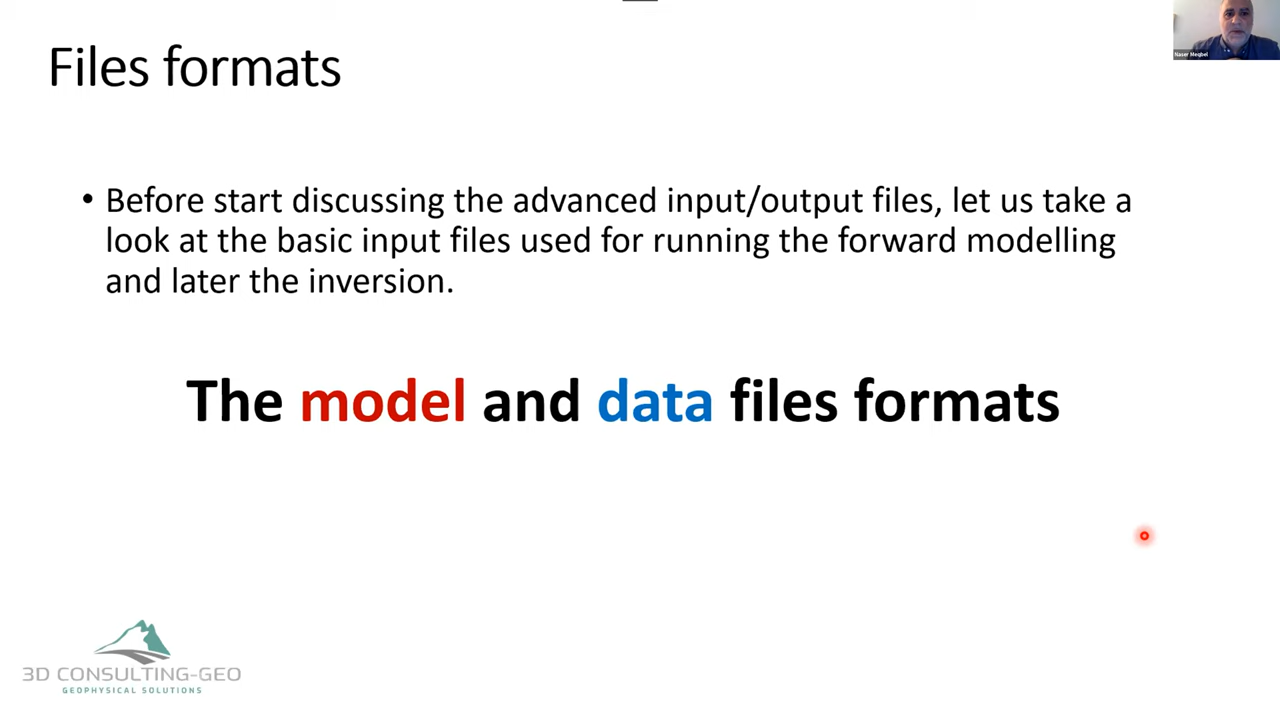 Files formats
Naser Meqbel
• Before start discussing the advanced input/output files, let us take a
look at the basic input files used for running the forward modelling
and later the inversion.
The model and data files formats
3D CONSULTING-GEO
GEOPHYSICAL SOLUTIONS